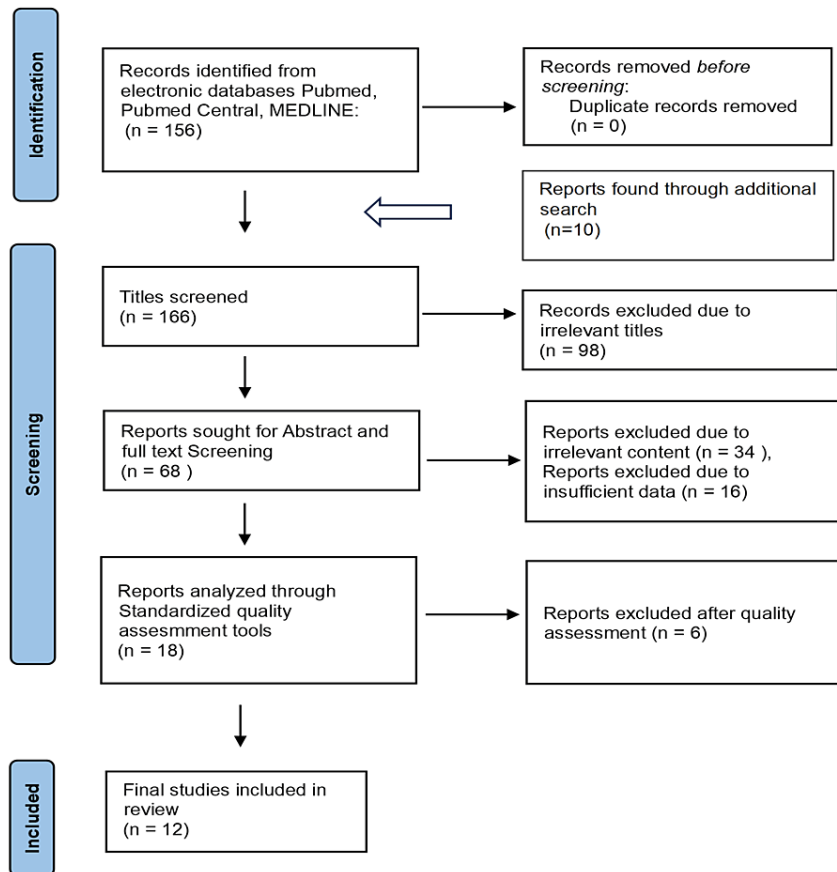 Identification
Records identified from
electronic databases Pubmed,
Pubmed Central, MEDLINE:
(n = 156)
Records removed before
screening:
Duplicate records removed
(n = 0)
Reports found through additional
search
(n=10)
Screening
Titles screened
(n = 166)
Records excluded due to
irrelevant titles
(n = 98)
Reports sought for Abstract and
full text Screening
(n = 68 )
Reports excluded due to
irrelevant content (n = 34 ),
Reports excluded due to
insufficient data (n = 16)
Reports analyzed through
Standardized quality
assesmment tools
(n = 18)
Reports excluded after quality
assessment (n = 6)
Included
Final studies included in
review
(n = 12)